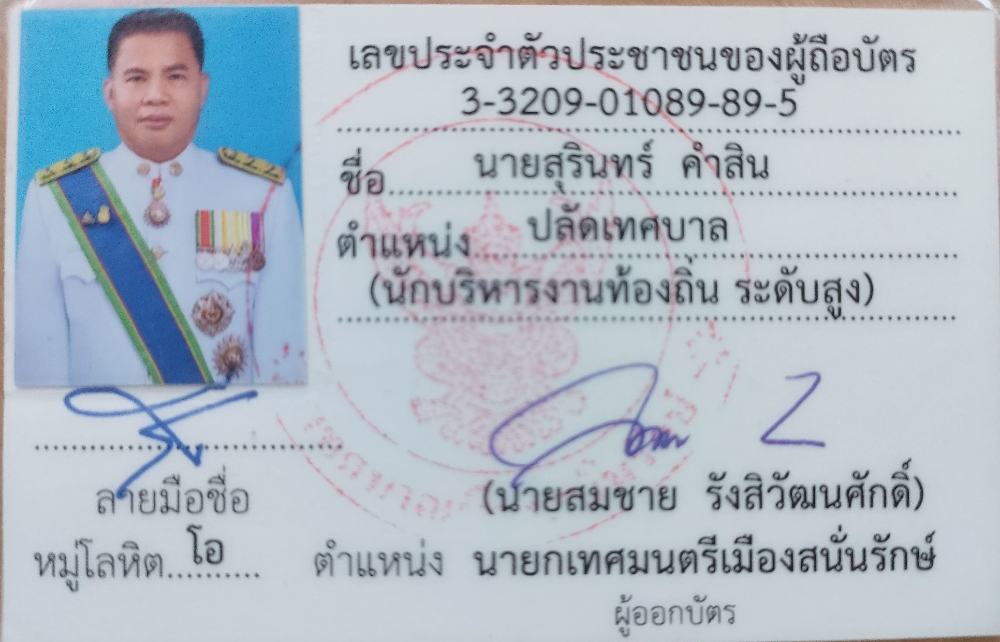 เลขประจำตัวประชาชนของผู้ถือบัตร
3-3209-01089-89-5
ชื่อ นายสุรินทร์ คำสิน
ตำแหน่ง ปลัดเทศบาล
(นักบริหารงานท้องถิ่น ระดับสูง)
ลายมือชื่อ
(นายสมชาย รังสิวัฒนศักดิ์)
หมู่โลหิต โอ
ตำแหน่ง นายกเทศมนตรีเมืองสนั่นรักษ์
ผู้ออกบัตร